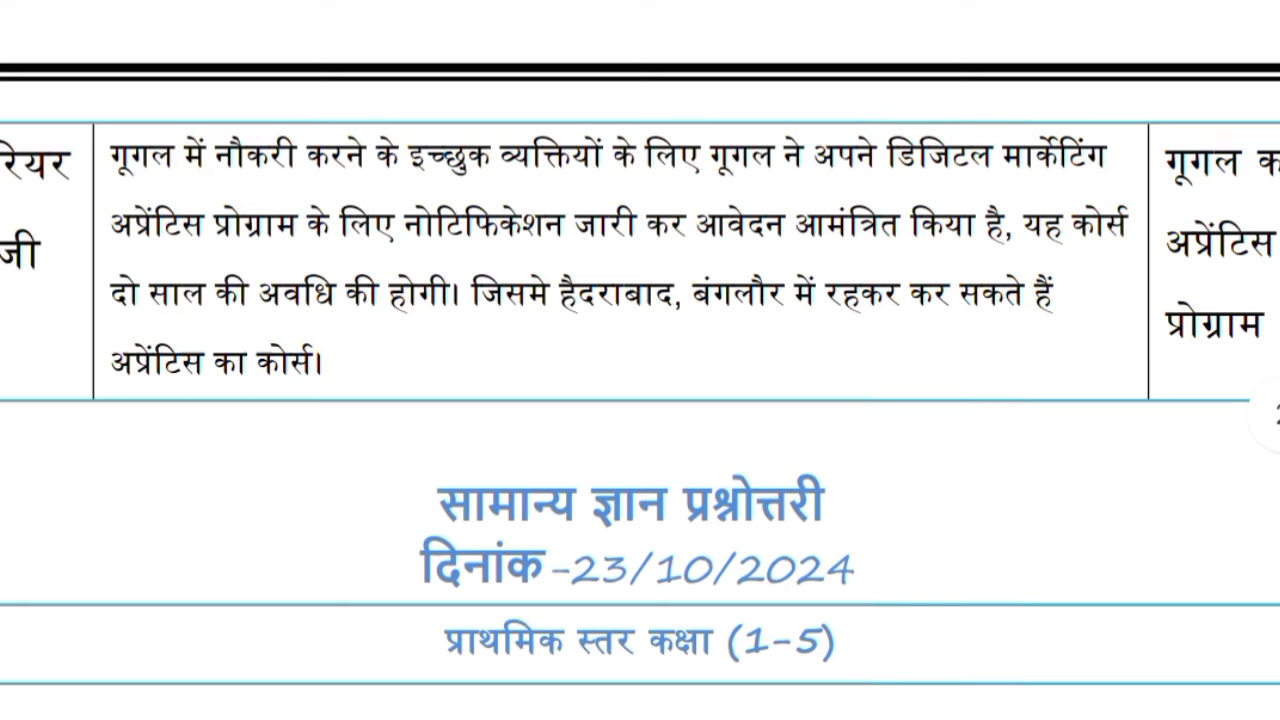 रियर
जी
गूगल में नौकरी करने के इच्छुक व्यक्तियों के लिए गूगल ने अपने डिजिटल मार्केटिंग
अप्रेंटिस प्रोग्राम के लिए नोटिफिकेशन जारी कर आवेदन आमंत्रित किया है, यह कोर्स
दो साल की अवधि की होगी। जिसमे हैदराबाद, बंगलौर में रहकर कर सकते हैं
अप्रेंटिस का कोर्स।
गूगल क
अप्रेंटिस
प्रोग्राम
सामान्य ज्ञान प्रश्नोत्तरी
दिनांक-23/10/2024
प्राथमिक स्तर कक्षा (1-5)